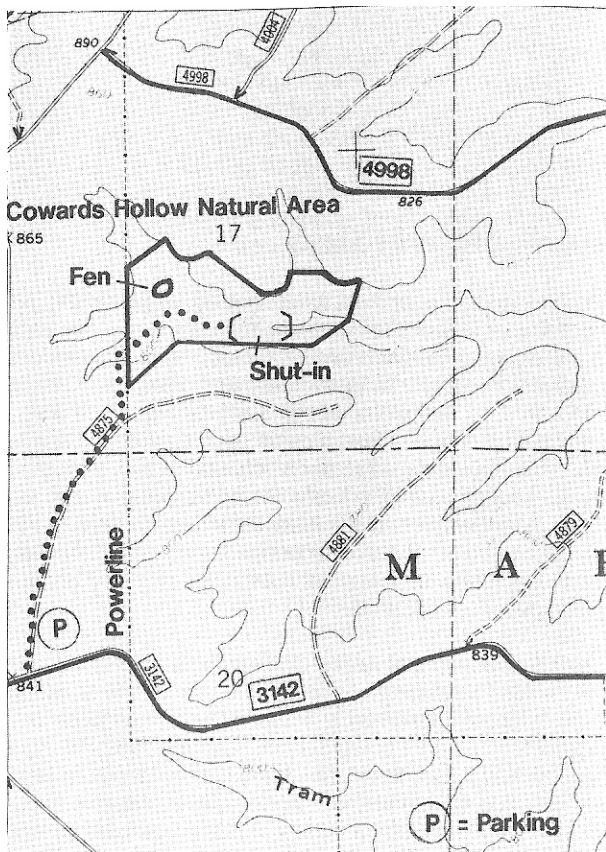 890
4004
4998
4998
826
Cowards Hollow Natural Area
17
865
Fen
Shut-in
4875
Powerline
4881
4879
M A
P
841
3142
20
3142
839
Tram
P = Parking